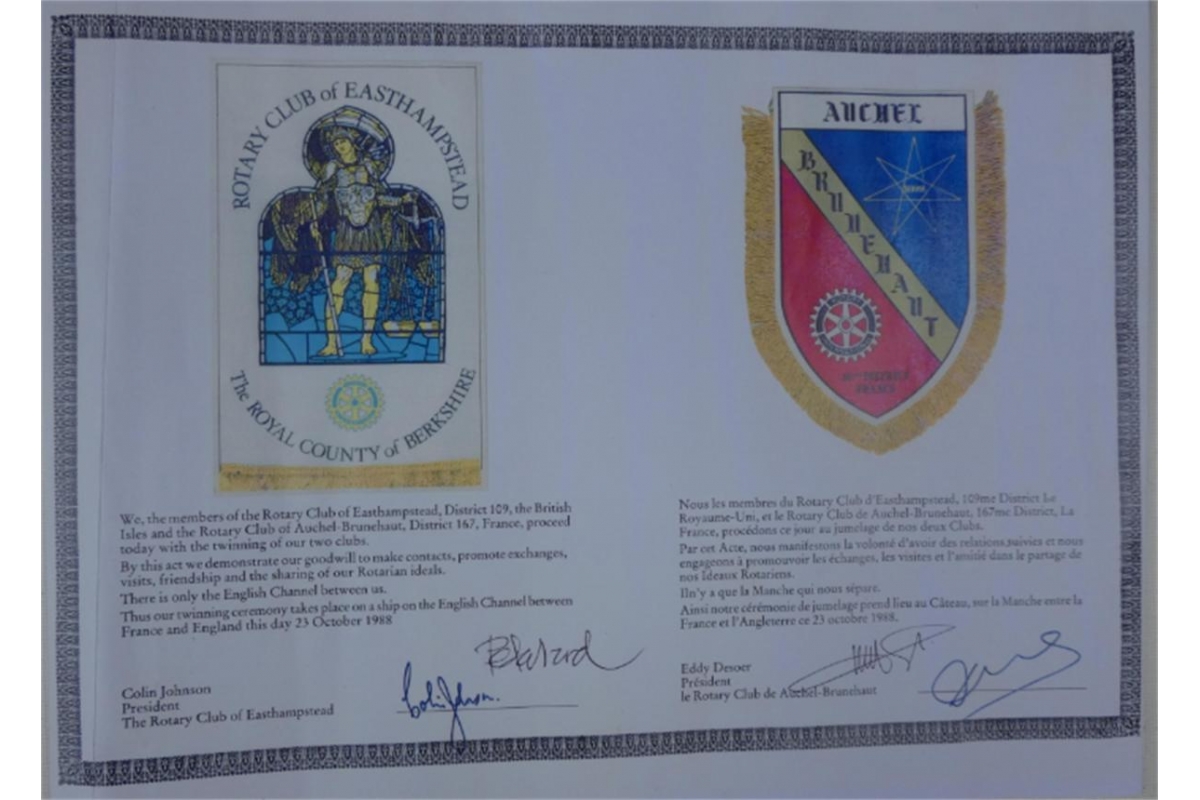 ROTARY CLUB of EASTHAMPSTEAD
The ROYAL COUNTY of BERKSHIRE
We, the members of the Rotary Club of Easthampstead, District 109, the British
Isles and the Rotary Club of Auchel-Brunehaut, District 167, France, proceed
today with the twinning of our two clubs.
By this act we demonstrate our goodwill to make contacts, promote exchanges,
visits, friendship and the sharing of our Rotarian ideals.
There is only the English Channel between us.
Thus our twinning ceremony takes place on a ship on the English Channel between
France and England this day 23 October 1988
Colin Johnson
President
The Rotary Club of Easthampstead
Colin Johnson.
AUCHEL
BRUNEHAUT
FRANCE
Nous les membres du Rotary Club d'Easthampstead, 109me District Le
Royaume-Uni, et le Rotary Club de Auchel-Brunehaut, 167me District, La
France, procédons ce jour au jumelage de nos deux Clubs.
Par cet Acte, nous manifestons la volonté d'avoir des relations suivies et nous
engageons à promouvoir les échanges, les visites et l'amitié dans le partage de
nos Ideaux Rotariens.
Iln'y a que la Manche qui nous sépare.
Ainsi notre cérémonie de jumelage prend lieu au Câteau, sur la Manche entre la
France et l'Angleterre ce 23 octobre 1988.
Eddy Desoer
Président
le Rotary Club de Auchel-Brunehaut